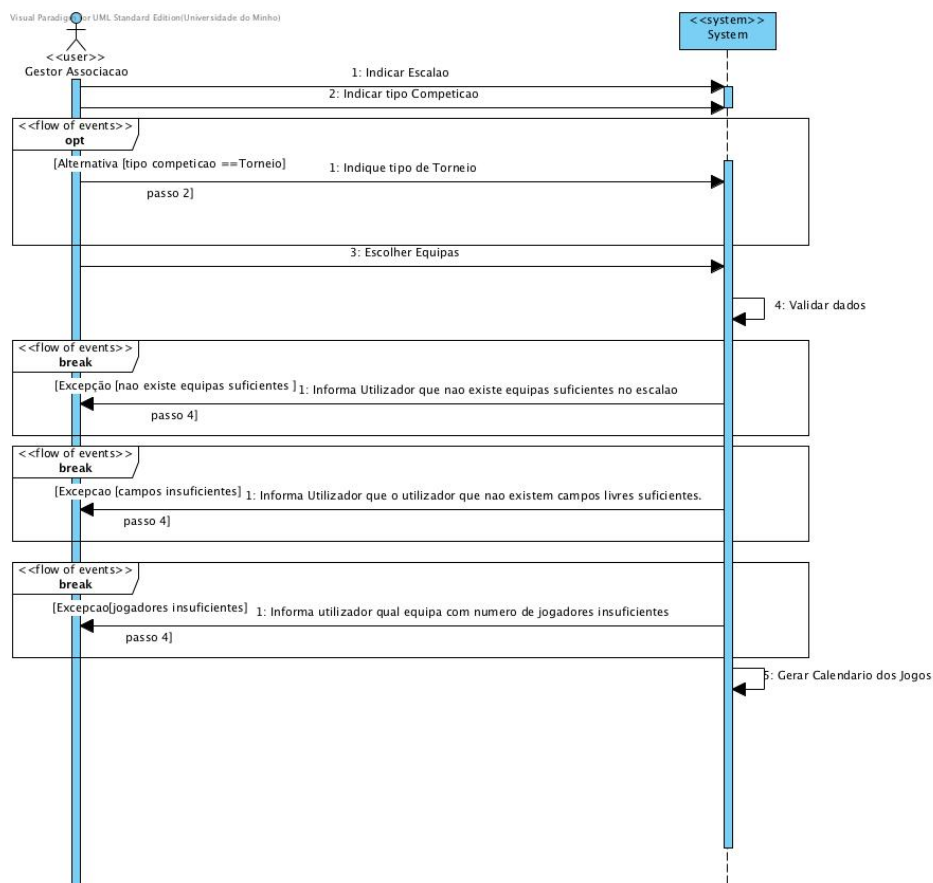 Visual Paradigm for UML Standard Edition(Universidade do Minho)
<<user>>
Gestor Associacao
<<system>>
System
1: Indicar Escalao
2: Indicar tipo Competicao
<<flow of events>>
opt
[Alternativa [tipo competicao ==Torneio]
1: Indique tipo de Torneio
passo 2]
3: Escolher Equipas
4: Validar dados
<<flow of events>>
break
[Excepção [nao existe equipas suficientes ]
1: Informa Utilizador que nao existe equipas suficientes no escalao
passo 4]
<<flow of events>>
break
[Excepcao [campos insuficientes]
1: Informa Utilizador que o utilizador que nao existem campos livres suficientes.
passo 4]
<<flow of events>>
break
[Excepcao[jogadores insuficientes]
1: Informa utilizador qual equipa com numero de jogadores insuficientes
passo 4]
5: Gerar Calendario dos Jogos